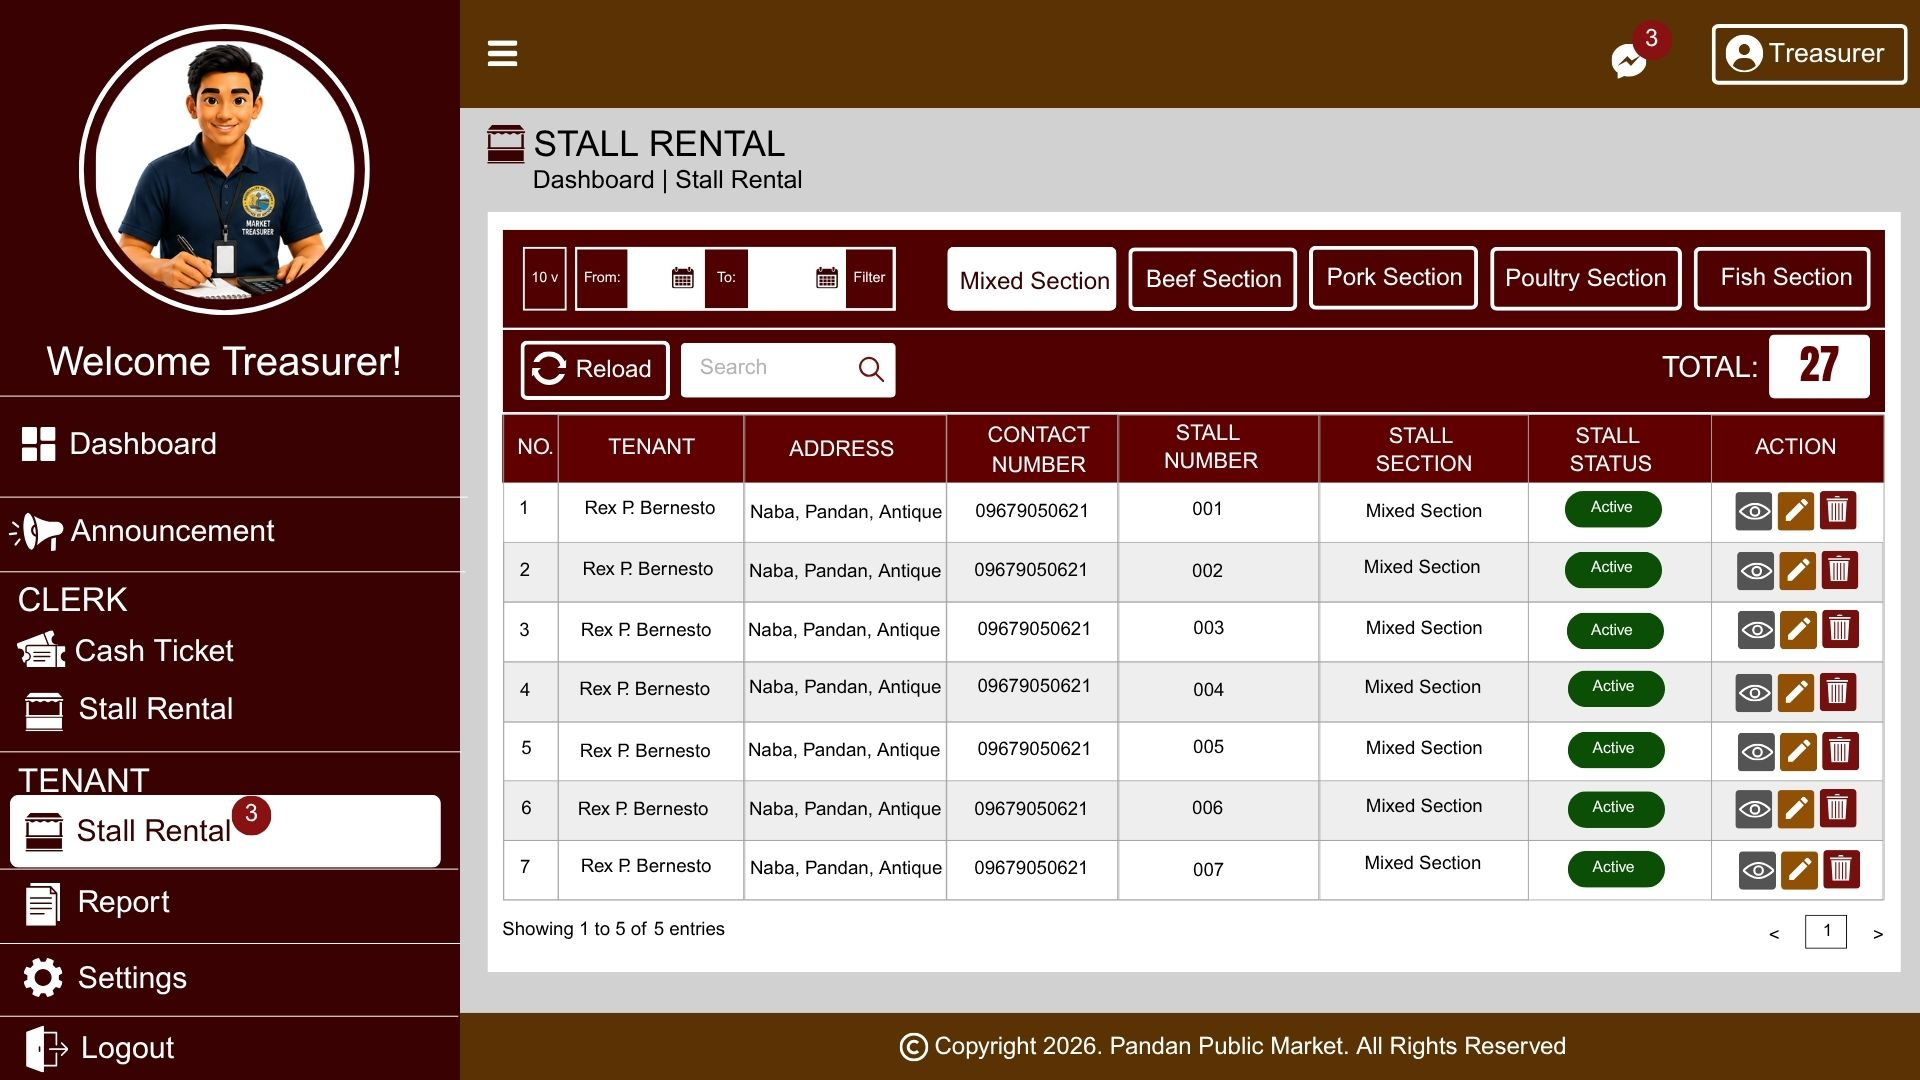 MARKET
TREASURER
Welcome Treasurer!
Dashboard
Announcement
CLERK
Cash Ticket
Stall Rental
TENANT
Stall Rental 3
Report
Settings
Logout
3
Treasurer
STALL RENTAL
Dashboard | Stall Rental
10 v From: To: Filter Mixed Section Beef Section Pork Section Poultry Section Fish Section
Reload Search TOTAL: 27
NO. TENANT ADDRESS CONTACT NUMBER STALL NUMBER STALL SECTION STALL STATUS ACTION
1 Rex P. Bernesto Naba, Pandan, Antique 09679050621 001 Mixed Section Active
2 Rex P. Bernesto Naba, Pandan, Antique 09679050621 002 Mixed Section Active
3 Rex P. Bernesto Naba, Pandan, Antique 09679050621 003 Mixed Section Active
4 Rex P. Bernesto Naba, Pandan, Antique 09679050621 004 Mixed Section Active
5 Rex P. Bernesto Naba, Pandan, Antique 09679050621 005 Mixed Section Active
6 Rex P. Bernesto Naba, Pandan, Antique 09679050621 006 Mixed Section Active
7 Rex P. Bernesto Naba, Pandan, Antique 09679050621 007 Mixed Section Active
Showing 1 to 5 of 5 entries
< 1 >
© Copyright 2026. Pandan Public Market. All Rights Reserved